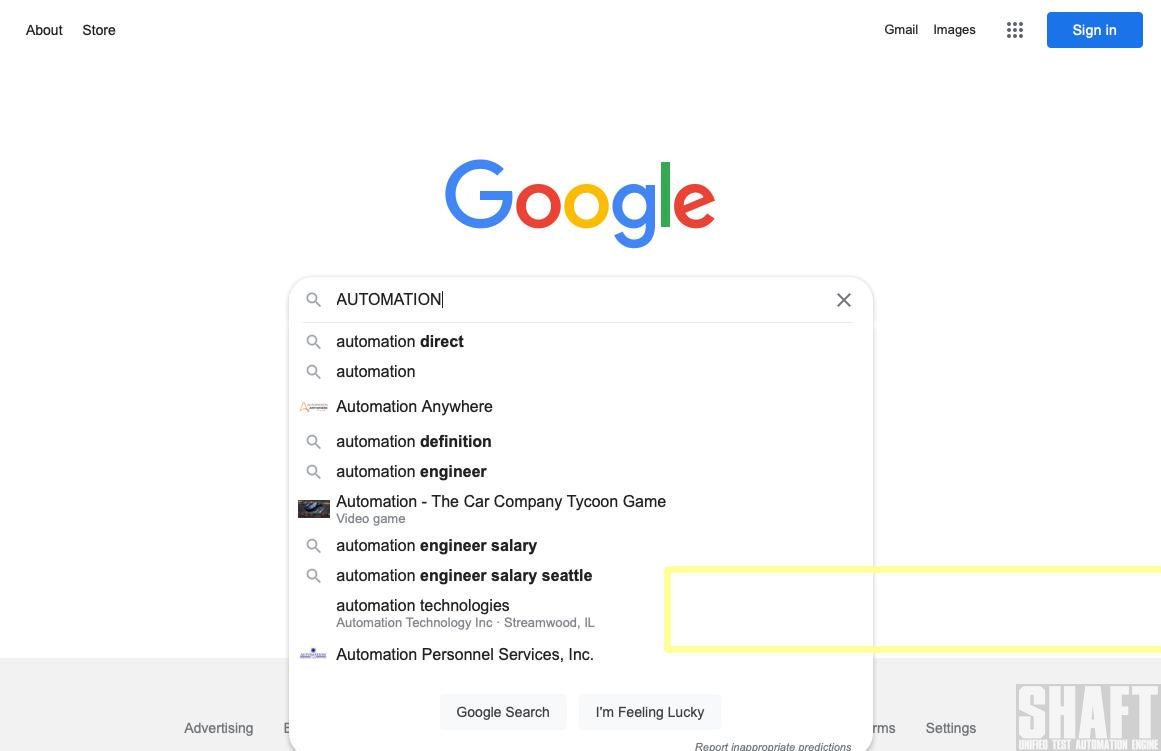 About Store Gmail Images Sign in
Google
AUTOMATION
automation direct
automation
Automation Anywhere
automation definition
automation engineer
Automation - The Car Company Tycoon Game
Video game
automation engineer salary
automation engineer salary seattle
automation technologies
Automation Technology Inc · Streamwood, IL
Automation Personnel Services, Inc.
Google Search I'm Feeling Lucky
Advertising Settings
Report inappropriate predictions
SHAFT
UNIFIED TEST AUTOMATION ENGINE